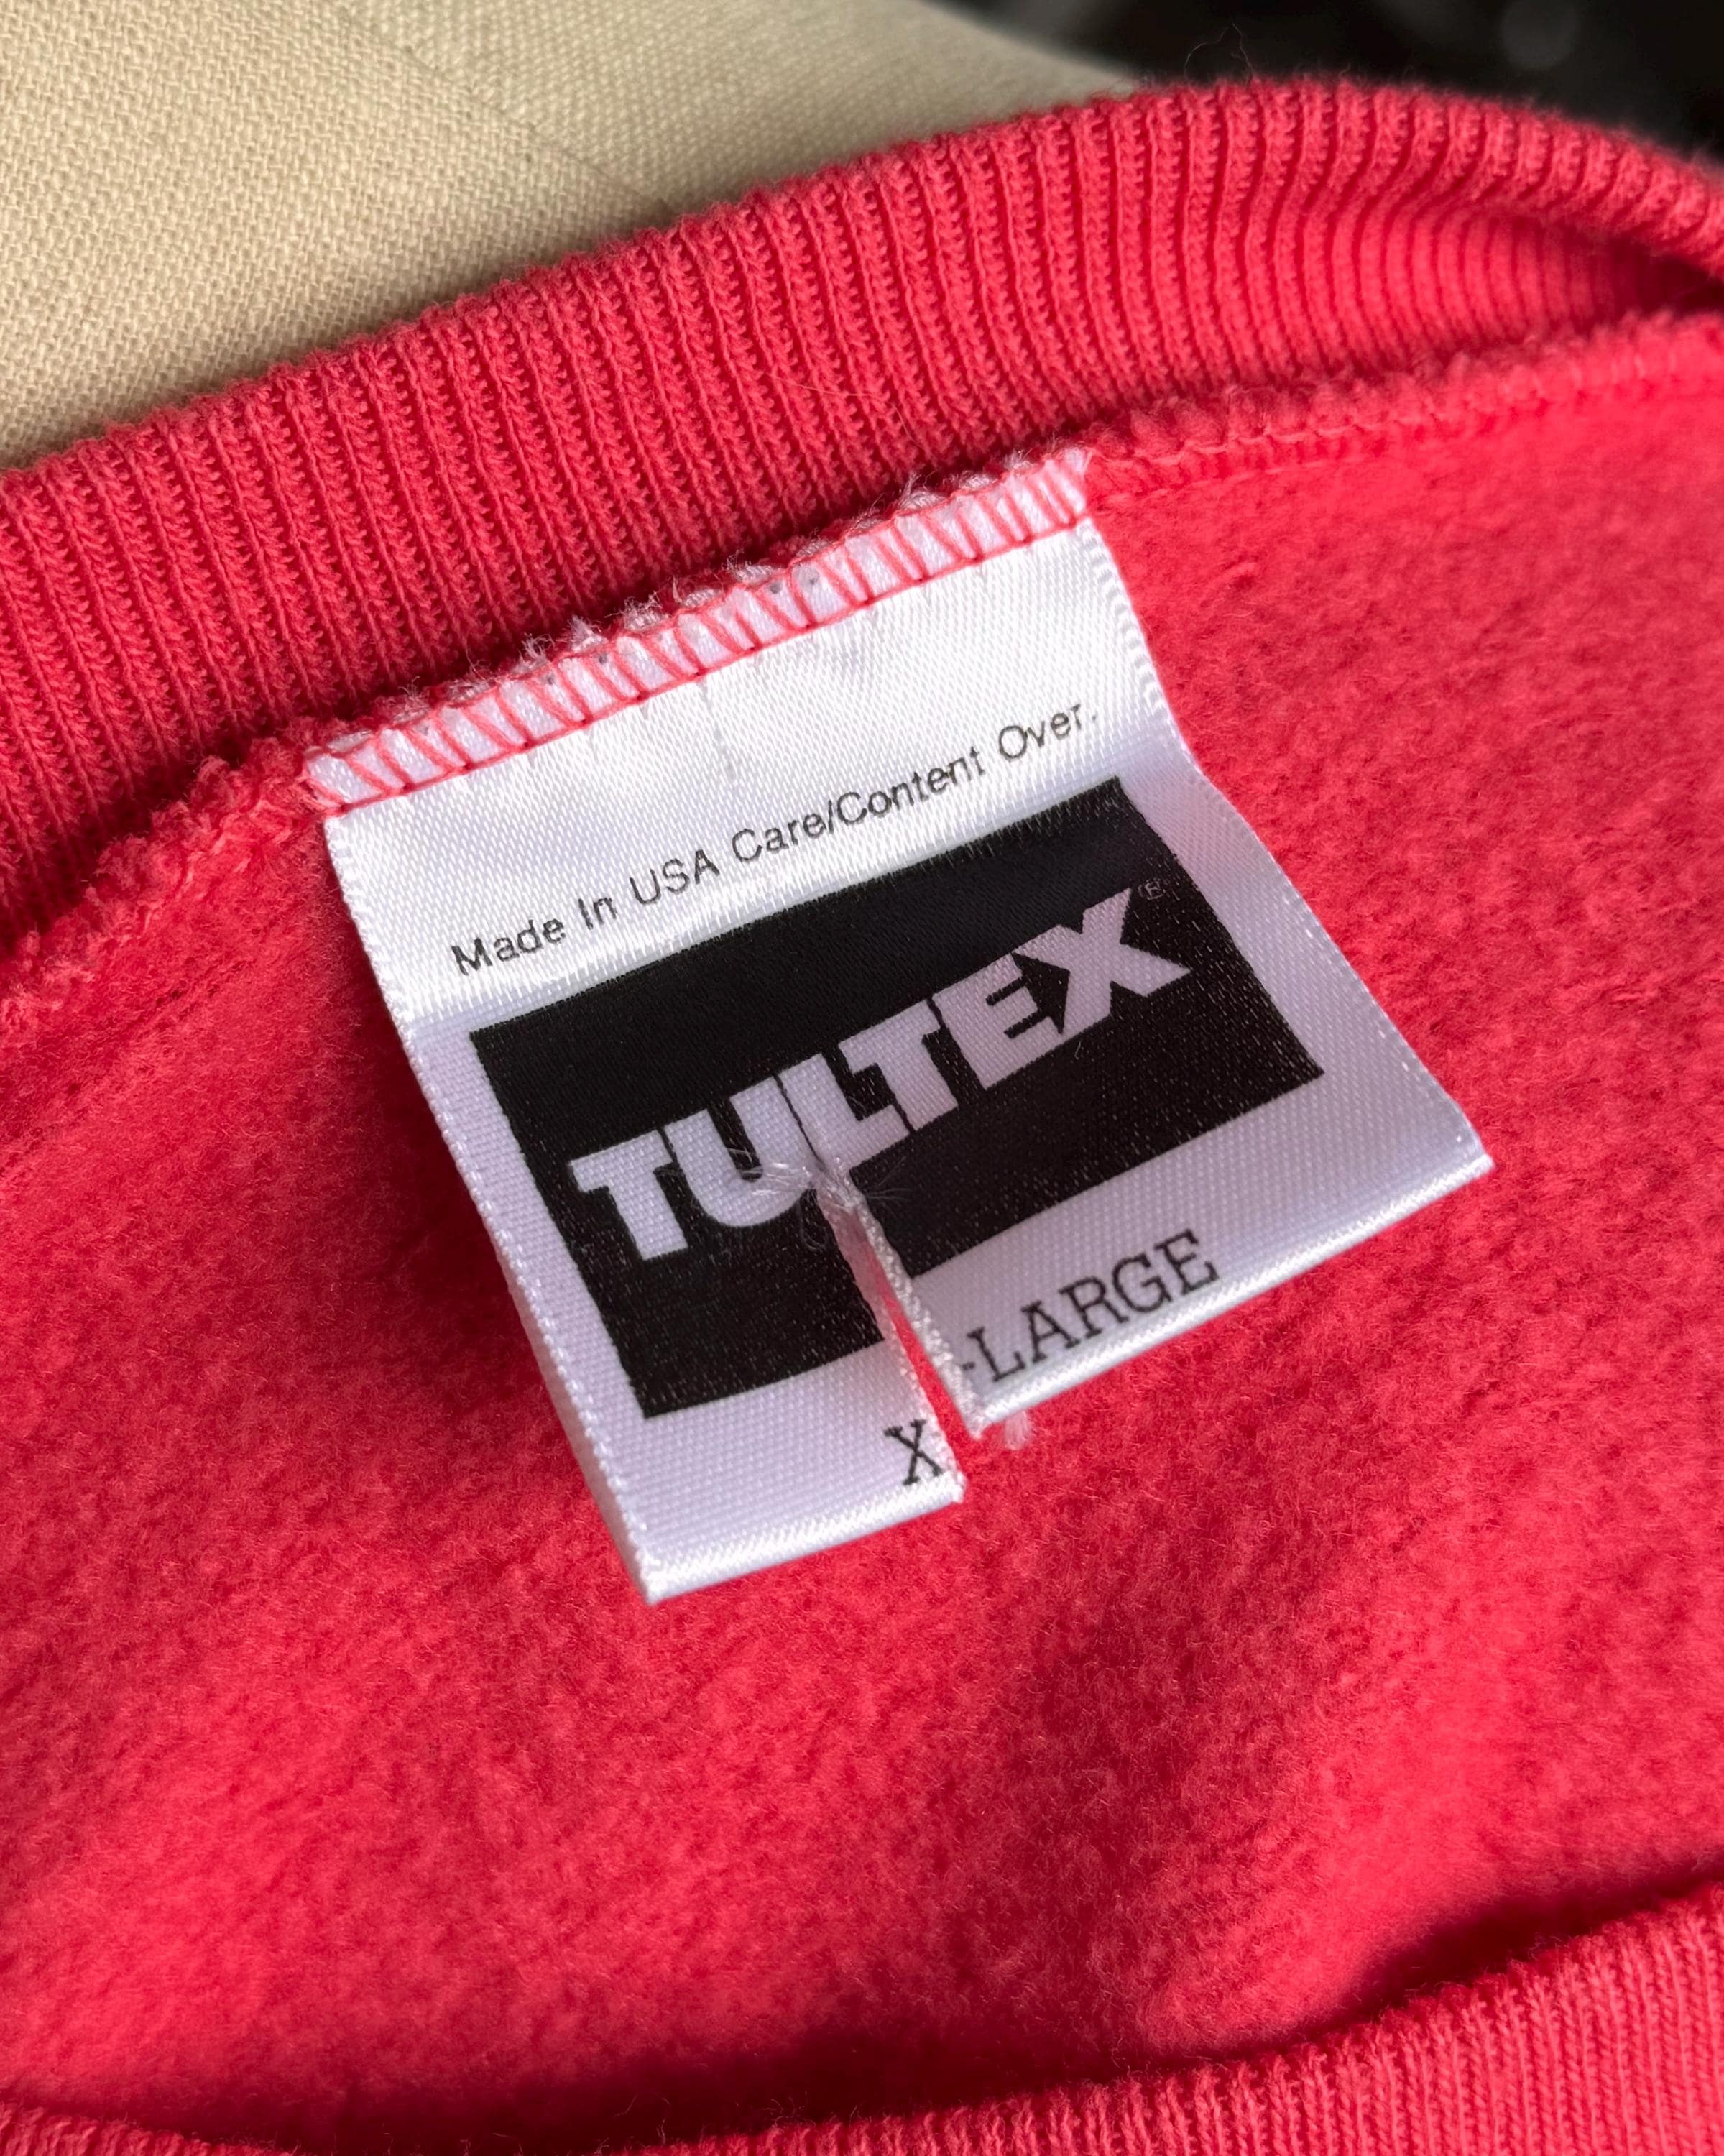 Made In USA Care/Content Over.
TULTEX®
X-LARGE